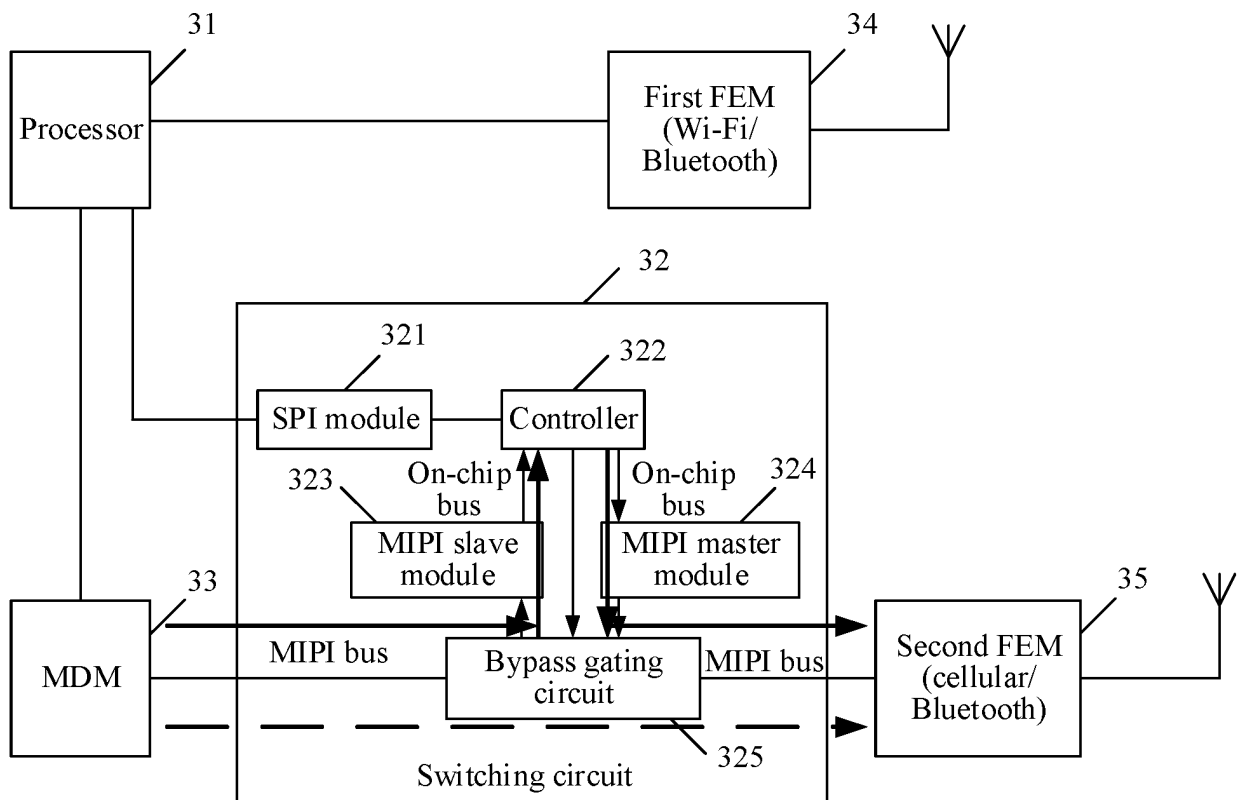 31
34
Processor
First FEM
(Wi-Fi/
Bluetooth)
32
321
322
SPI module
Controller
323
On-chip
bus
On-chip
bus
324
MIPI slave
module
MIPI master
module
33
35
MDM
MIPI bus
Bypass gating
circuit
MIPI bus
Second FEM
(cellular/
Bluetooth)
325
Switching circuit